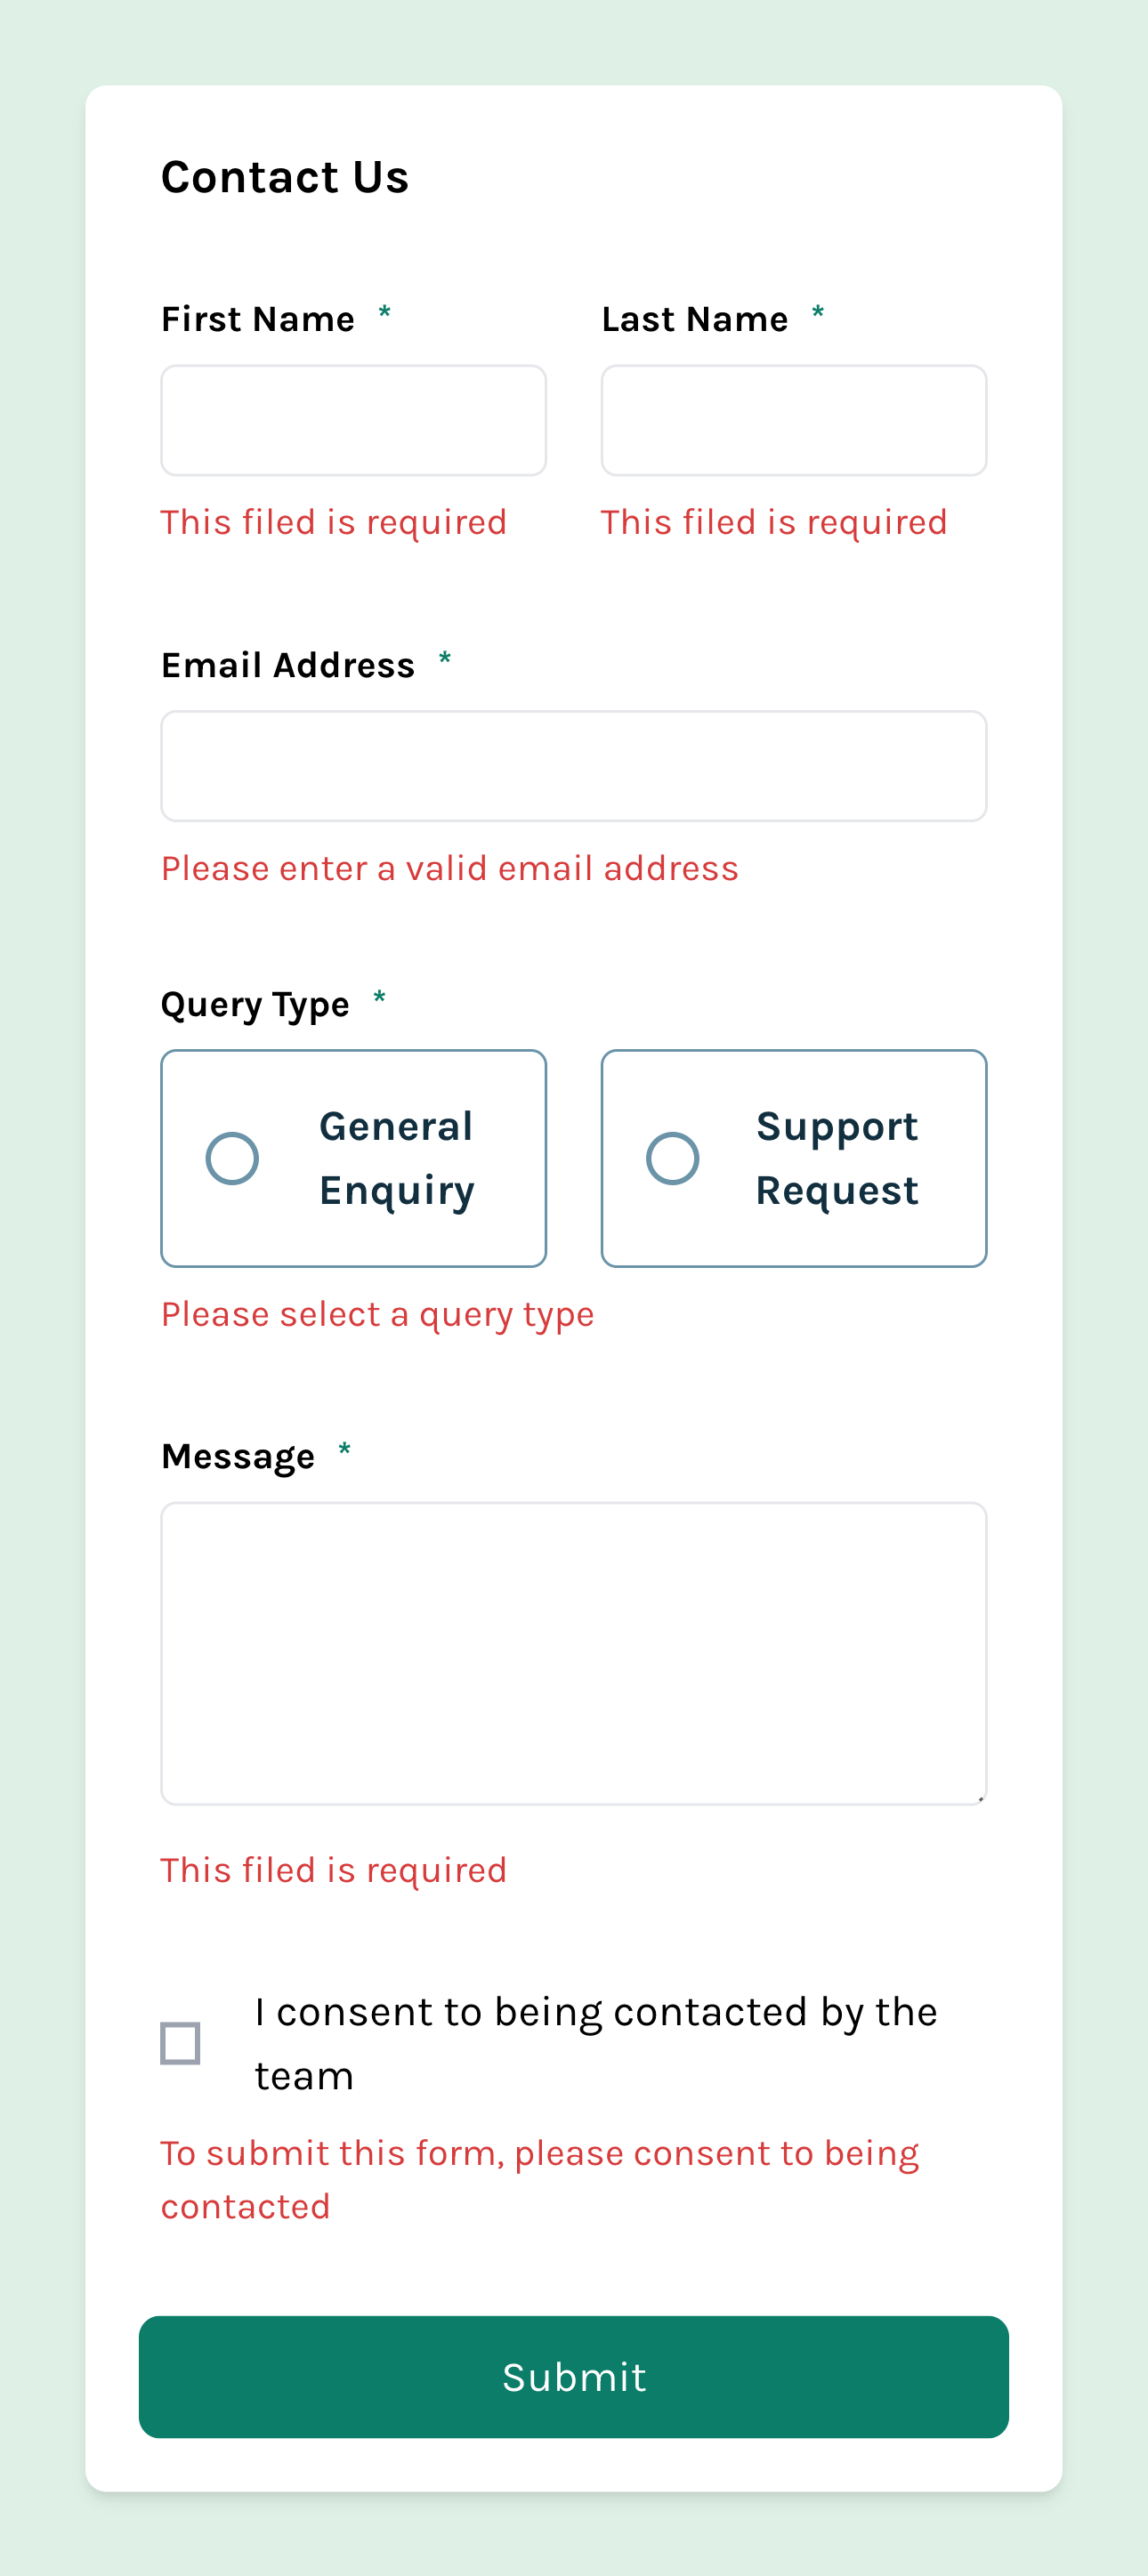 Contact Us
First Name *
Last Name *
This filed is required
This filed is required
Email Address *
Please enter a valid email address
Query Type *
General
Enquiry
Support
Request
Please select a query type
Message *
This filed is required
I consent to being contacted by the
team
To submit this form, please consent to being
contacted
Submit